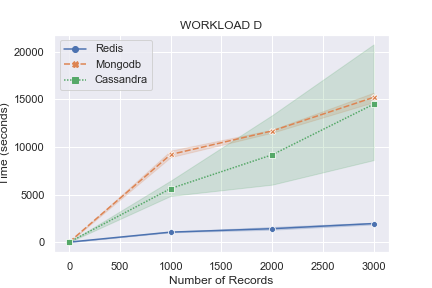 WORKLOAD D
Redis
Mongodb
Cassandra
20000
15000
10000
5000
0
Time (seconds)
0 500 1000 1500 2000 2500 3000
Number of Records